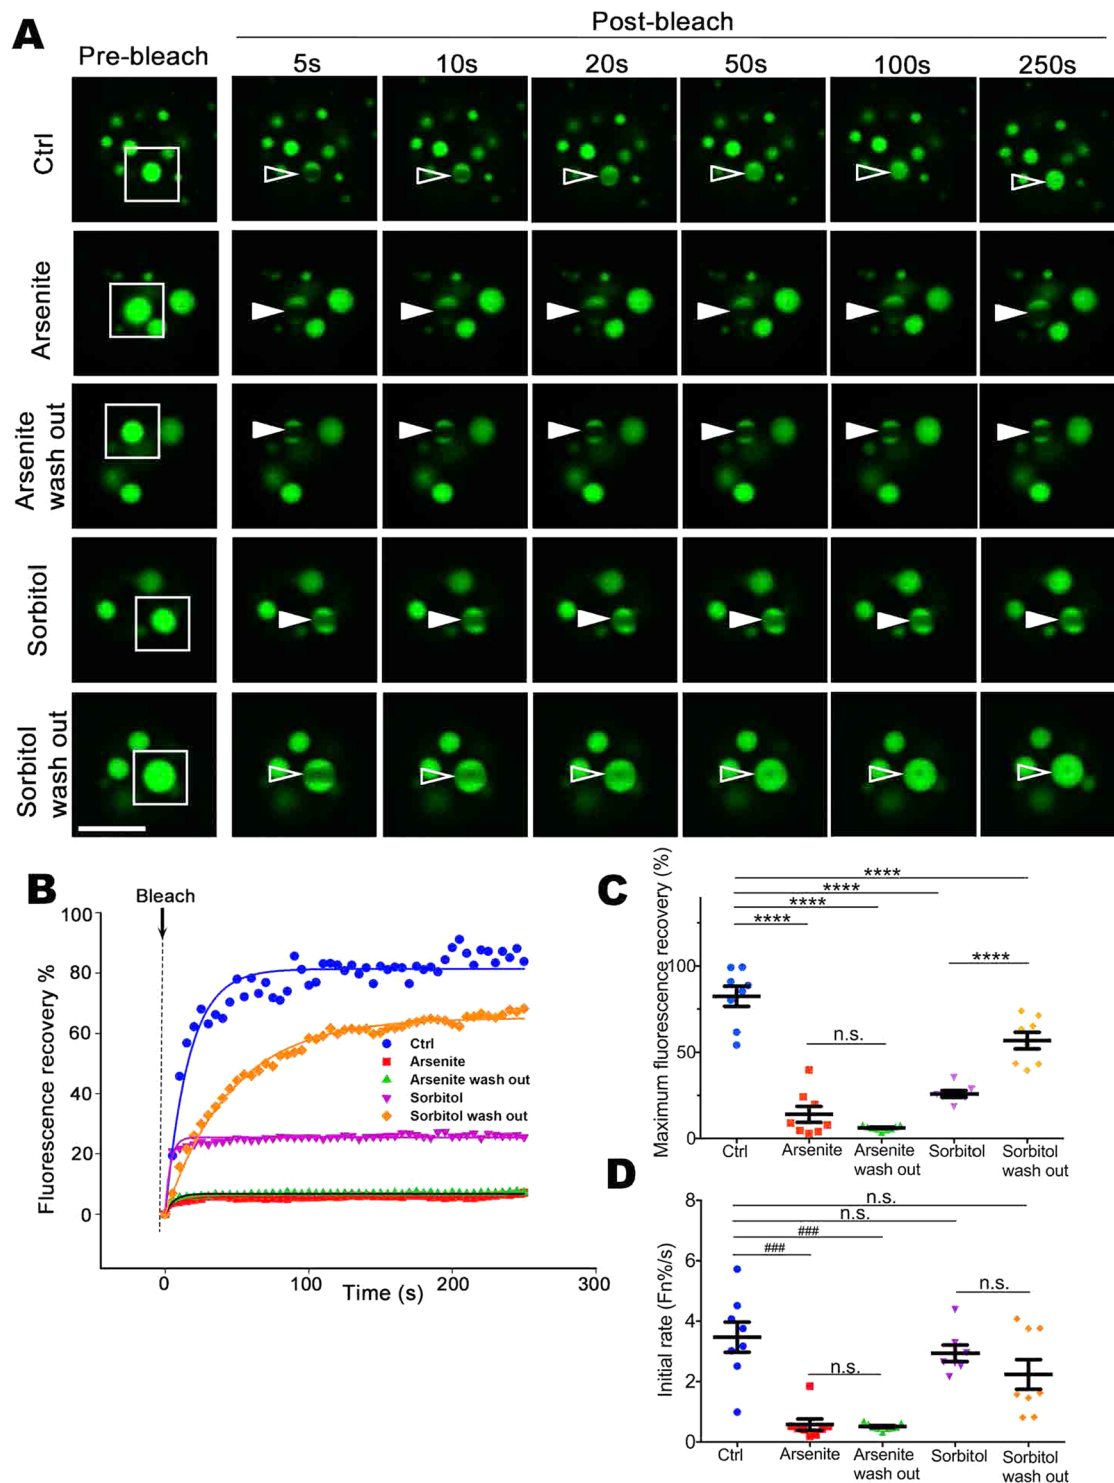 A
Post-bleach
Pre-bleach
5s
10s
20s
50s
100s
250s
Ctrl
Arsenite
Arsenite
wash out
Sorbitol
Sorbitol
wash out
B
Bleach
Fluorescence recovery %
100
80
60
40
20
0
Ctrl
Arsenite
Arsenite wash out
Sorbitol
Sorbitol wash out
0
100
200
300
Time (s)
C
Maximum fluorescence recovery (%)
100
50
0
****
****
****
****
****
n.s.
Ctrl
Arsenite
Arsenite
wash out
Sorbitol
Sorbitol
wash out
D
Initial rate (Fn%/s)
8
6
4
2
0
n.s.
n.s.
###
###
n.s.
n.s.
Ctrl
Arsenite
Arsenite
wash out
Sorbitol
Sorbitol
wash out